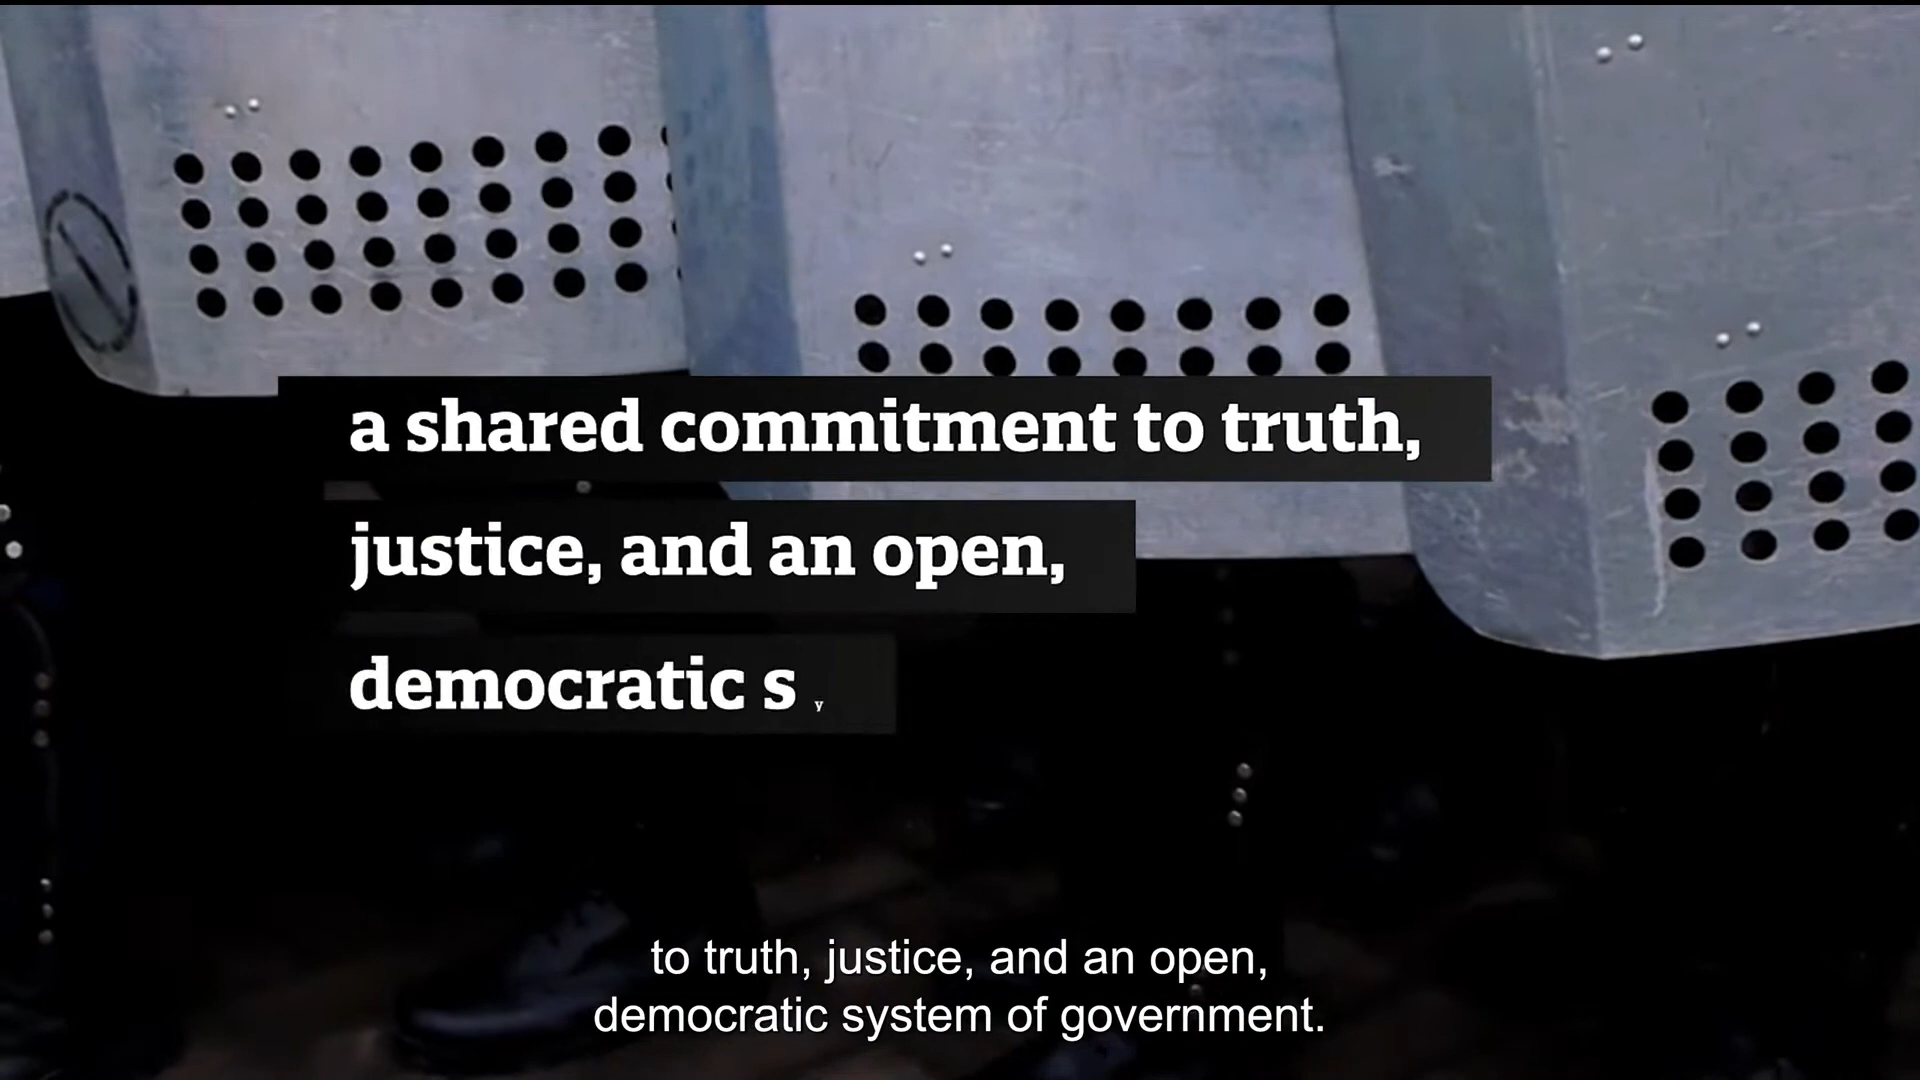 a shared commitment to truth,
justice, and an open,
democratic s y
to truth, justice, and an open,
democratic system of government.